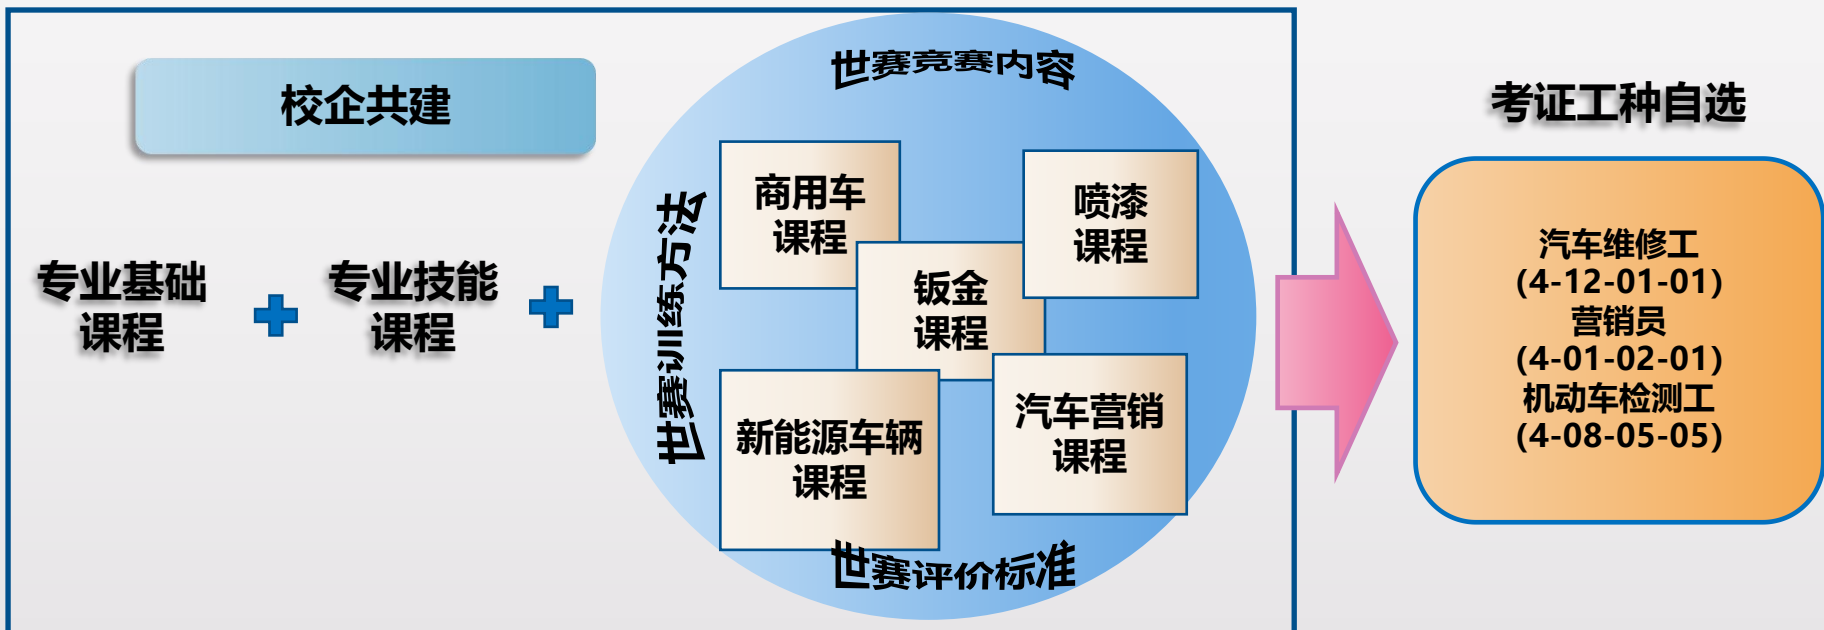 校企共建
专业基础
课程
专业技能
课程
世赛竞赛内容
世赛训练方法
世赛评价标准
商用车
课程
喷漆
课程
钣金
课程
新能源车辆
课程
汽车营销
课程
考证工种自选
汽车维修工
(4-12-01-01)
营销员
(4-01-02-01)
机动车检测工
(4-08-05-05)